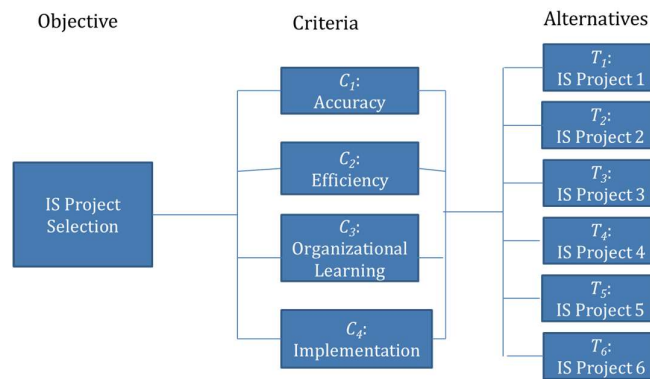 Objective
Criteria
Alternatives
IS Project
Selection
C1:
Accuracy
C2:
Efficiency
C3:
Organizational
Learning
C4:
Implementation
T1:
IS Project 1
T2:
IS Project 2
T3:
IS Project 3
T4:
IS Project 4
T5:
IS Project 5
T6:
IS Project 6